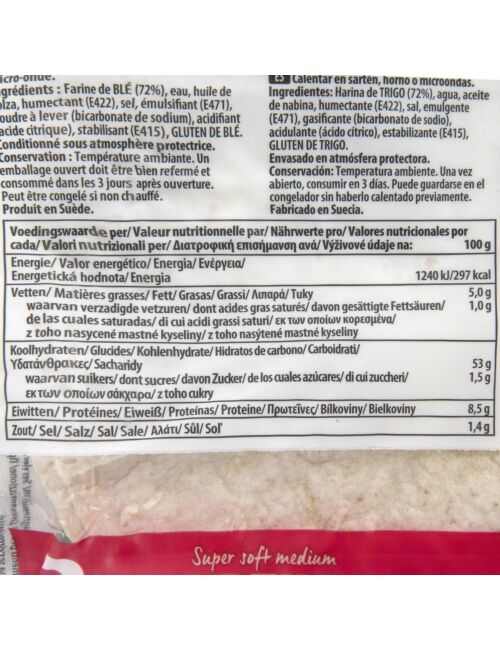 micro-onde.
Ingrédients : Farine de BLÉ (72%), eau, huile de
colza, humectant (E422), sel, émulsifiant (E471),
poudre à lever (bicarbonate de sodium), acidifiant
(acide citrique), stabilisant (E415), GLUTEN DE BLÉ.
Conditionné sous atmosphère protectrice.
Conservation : Température ambiante. Un
emballage ouvert doit être bien refermé et
consommé dans les 3 jours après ouverture.
Peut être congelé si non chauffé.
Produit en Suède.
ES Calentar en sartén, horno o microondas.
Ingredientes: Harina de TRIGO (72%), agua, aceite
de nabina, humectante (E422), sal, emulgente
(E471), gasificante (bicarbonato de sodio),
acidulante (ácido cítrico), estabilizante (E415),
GLUTEN DE TRIGO.
Envasado en atmósfera protectora.
Conservación: Temperatura ambiente. Una vez
abierto, consumir en 3 días. Puede guardarse en el
congelador sin haberlo calentado antes.
Fabricado en Suecia.
Voedingswaarde per/ Valeur nutritionnelle par/ Nährwerte pro/ Valores nutricionales por
cada/ Valori nutrizionali per/ Διατροφική επισήμανση ανά/ Výživové údaje na: 100 g
Energie/ Valor energético/ Energia/ Ενέργεια/
Energetická hodnota/ Energia 1240 kJ/297 kcal
Vetten/ Matières grasses/ Fett/ Grasas/ Grassi/ Λιπαρά/ Tuky 5,0 g
waarvan verzadigde vetzuren/ dont acides gras saturés/ davon gesättigte Fettsäuren/ 1,0 g
de las cuales saturadas/ di cui acidi grassi saturi/ εκ των οποίων κορεσμένα/
z toho nasycené mastné kyseliny/ z toho nasýtené mastné kyseliny
Koolhydraten/ Glucides/ Kohlenhydrate/ Hidratos de carbono/ Carboidrati/
Υδατάνθρακες/ Sacharidy 53 g
waarvan suikers/ dont sucres/ davon Zucker/ de los cuales azúcares/ di cui zuccheri/ 1,5 g
εκ των οποίων σάκχαρα/ z toho cukry
Eiwitten/ Protéines/ Eiweiß/ Proteínas/ Proteine/ Πρωτεΐνες/ Bílkoviny/ Bielkoviny 8,5 g
Zout/ Sel/ Salz/ Sal/ Sale/ Αλάτι/ Sůl/ Soľ 1,4 g
Super soft medium